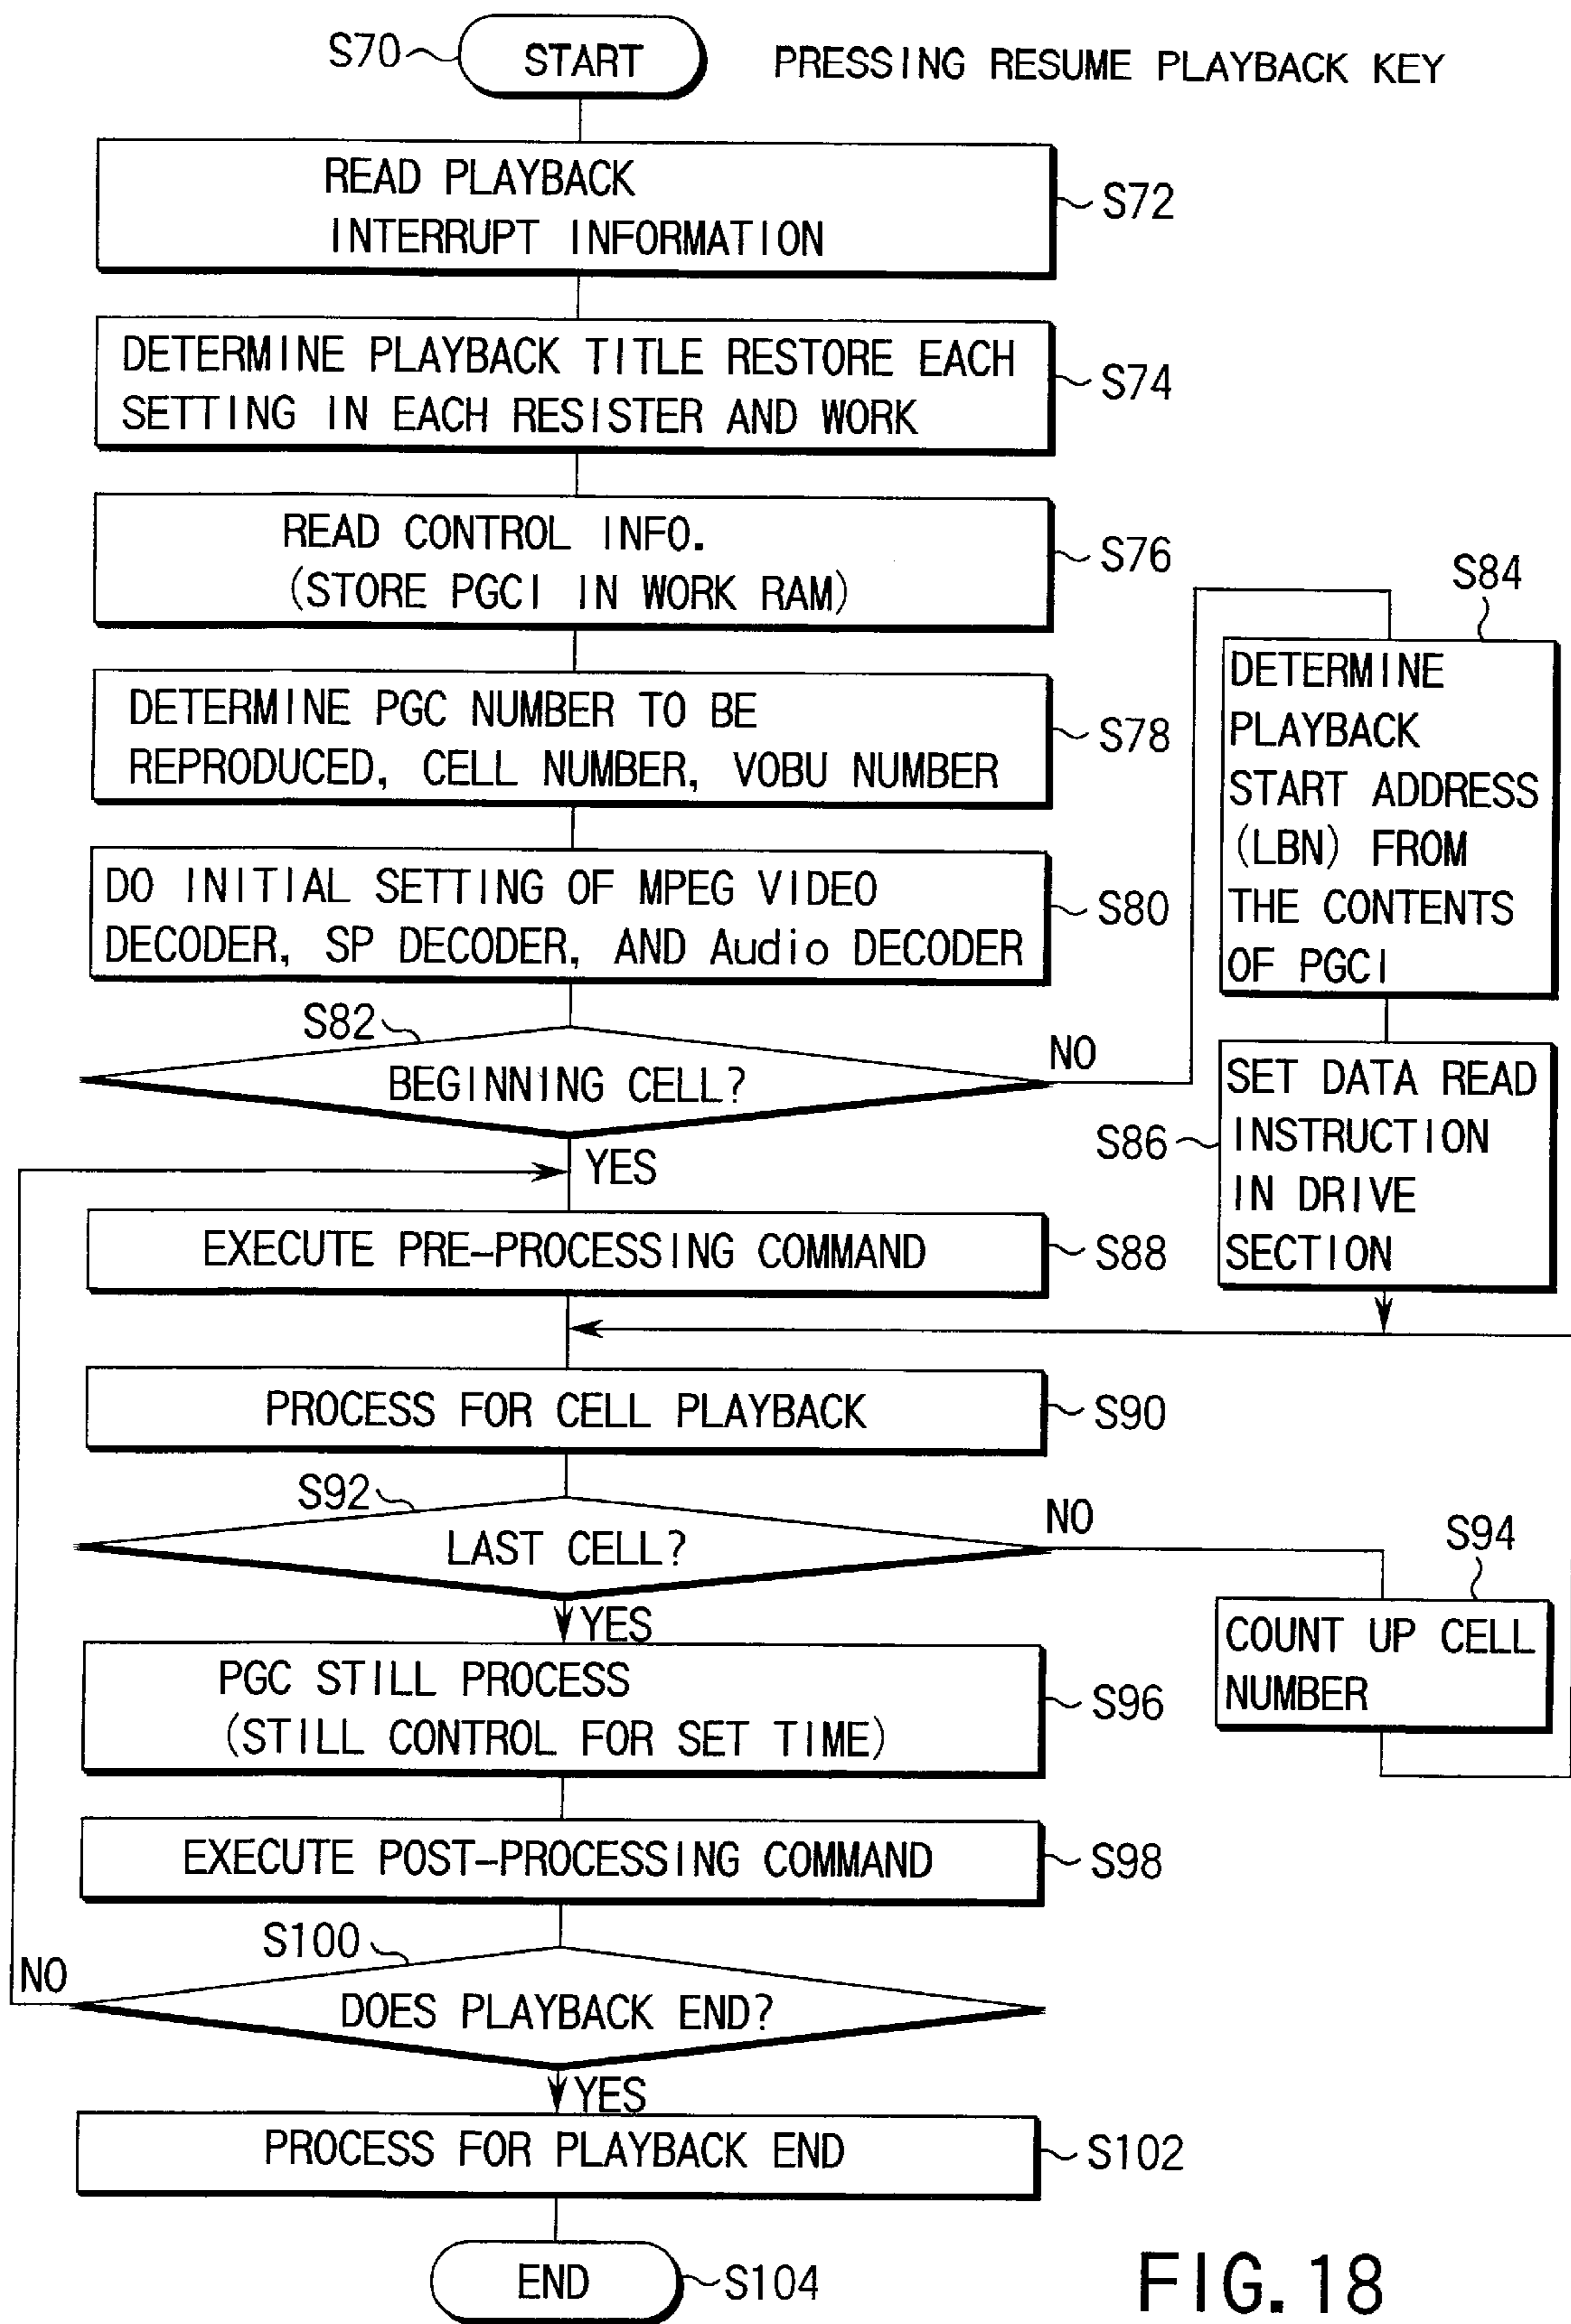 S70
START
PRESSING RESUME PLAYBACK KEY
READ PLAYBACK
INTERRUPT INFORMATION
S72
DETERMINE PLAYBACK TITLE RESTORE EACH
SETTING IN EACH RESISTER AND WORK
S74
READ CONTROL INFO.
(STORE PGCI IN WORK RAM)
S76
DETERMINE PGC NUMBER TO BE
REPRODUCED, CELL NUMBER, VOBU NUMBER
S78
DO INITIAL SETTING OF MPEG VIDEO
DECODER, SP DECODER, AND Audio DECODER
S80
S82
BEGINNING CELL?
NO
YES
S84
DETERMINE
PLAYBACK
START ADDRESS
(LBN) FROM
THE CONTENTS
OF PGCI
S86
SET DATA READ
INSTRUCTION
IN DRIVE
SECTION
EXECUTE PRE-PROCESSING COMMAND
S88
PROCESS FOR CELL PLAYBACK
S90
S92
LAST CELL?
NO
YES
S94
COUNT UP CELL
NUMBER
PGC STILL PROCESS
(STILL CONTROL FOR SET TIME)
S96
EXECUTE POST-PROCESSING COMMAND
S98
S100
NO
DOES PLAYBACK END?
YES
PROCESS FOR PLAYBACK END
S102
END
S104
FIG. 18